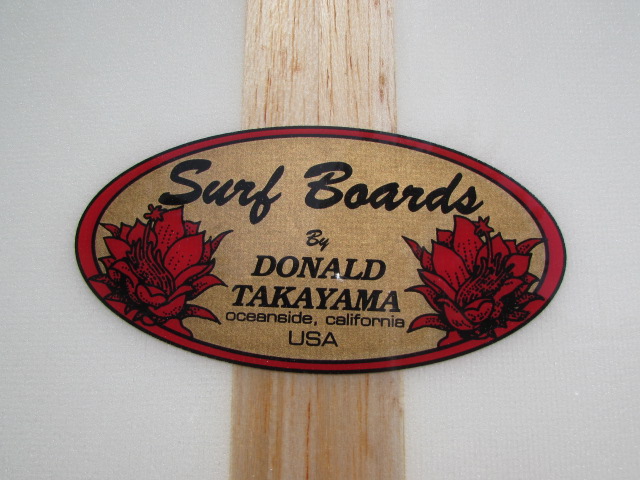 Surf Boards
By
DONALD
TAKAYAMA
oceanside, california
USA